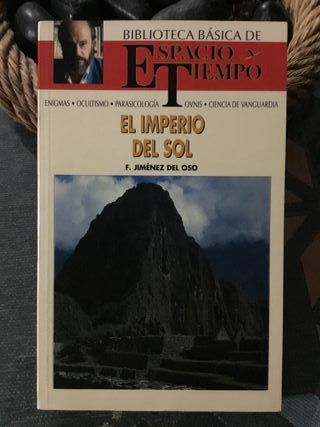 BIBLIOTECA BÁSICA DE
ESPACIO Y
TIEMPO
ENIGMAS • OCULTISMO • PARASICOLOGÍA • OVNIS • CIENCIA DE VANGUARDIA
EL IMPERIO
DEL SOL
F. JIMÉNEZ DEL OSO